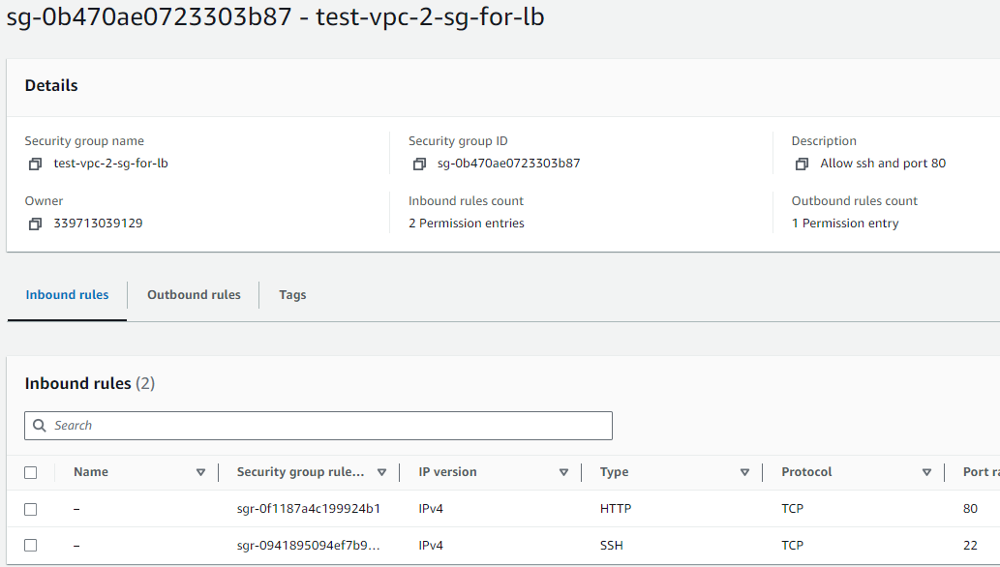 sg-0b470ae0723303b87 - test-vpc-2-sg-for-lb
Details
Security group name
test-vpc-2-sg-for-lb
Security group ID
sg-0b470ae0723303b87
Description
Allow ssh and port 80
Owner
339713039129
Inbound rules count
2 Permission entries
Outbound rules count
1 Permission entry
Inbound rules
Outbound rules
Tags
Inbound rules (2)
Search
Name Security group rule... IP version Type Protocol Port ra
– sgr-0f1187a4c199924b1 IPv4 HTTP TCP 80
– sgr-0941895094ef7b9... IPv4 SSH TCP 22